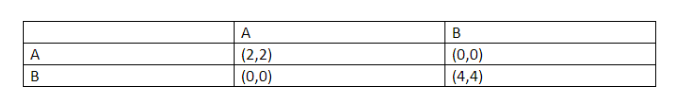 A B
A (2,2) (0,0)
B (0,0) (4,4)